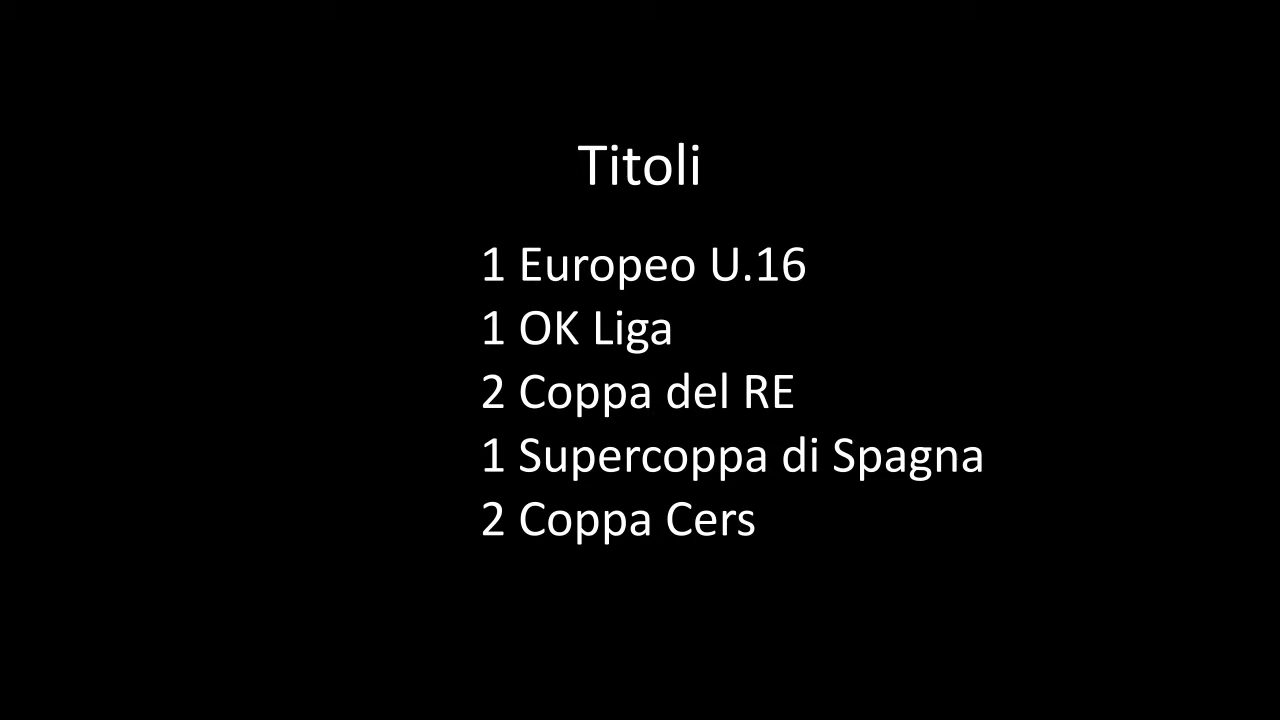 Titoli
1 Europeo U.16
1 OK Liga
2 Coppa del RE
1 Supercoppa di Spagna
2 Coppa Cers